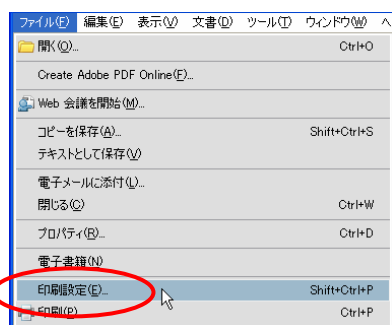 ファイル(F) 編集(E) 表示(V) 文書(D) ツール(T) ウィンドウ(W)
開く(O)... Ctrl+O
Create Adobe PDF Online(F)...
Web 会議を開始(M)...
コピーを保存(A)... Shift+Ctrl+S
テキストとして保存(V)
電子メールに添付(L)...
閉じる(C) Ctrl+W
プロパティ(R)... Ctrl+D
電子書籍(N)
印刷設定(E)... Shift+Ctrl+P
印刷(P)... Ctrl+P